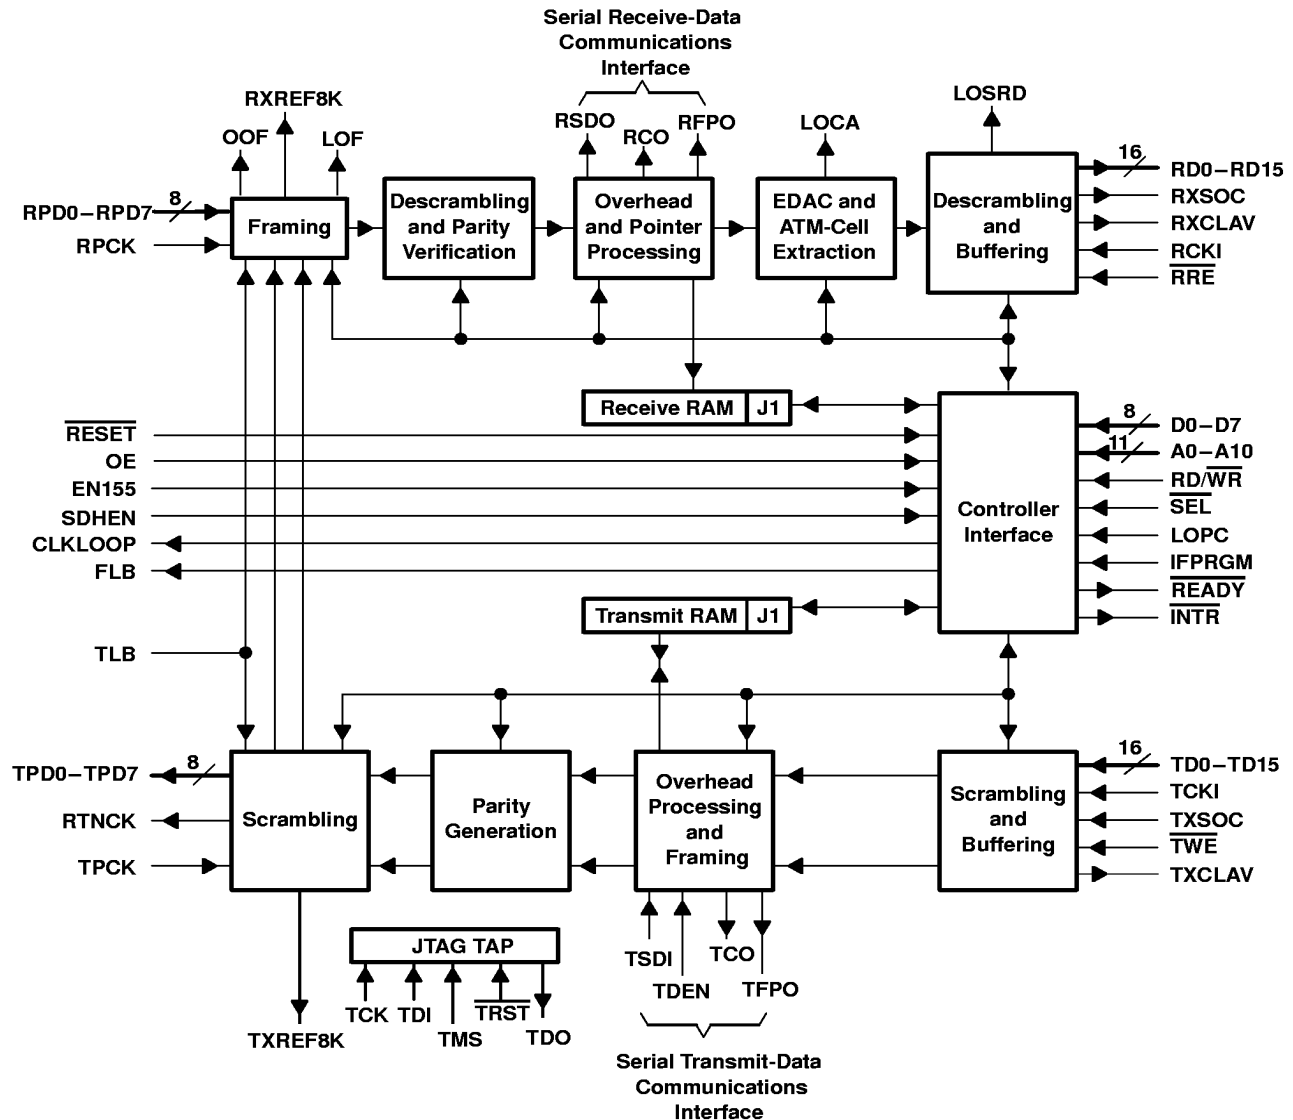 Serial Receive-Data
Communications
Interface
RXREF8K
LOSRD
OOF
LOF
RSDO
RCO
RFPO
LOCA
RPD0–RPD7
8
RPCK
Framing
Descrambling
and Parity
Verification
Overhead
and Pointer
Processing
EDAC and
ATM-Cell
Extraction
Descrambling
and
Buffering
16
RD0–RD15
RXSOC
RXCLAV
RCKI
RRE
Receive RAM
J1
RESET
OE
EN155
SDHEN
CLKLOOP
FLB
Controller
Interface
8
D0–D7
11
A0–A10
RD/WR
SEL
LOPC
IFPRGM
READY
INTR
Transmit RAM
J1
TLB
TPD0–TPD7
8
RTNCK
TPCK
Scrambling
Parity
Generation
Overhead
Processing
and
Framing
Scrambling
and
Buffering
16
TD0–TD15
TCKI
TXSOC
TWE
TXCLAV
JTAG TAP
TCK
TDI
TMS
TRST
TDO
TXREF8K
TSDI
TDEN
TCO
TFPO
Serial Transmit-Data
Communications
Interface